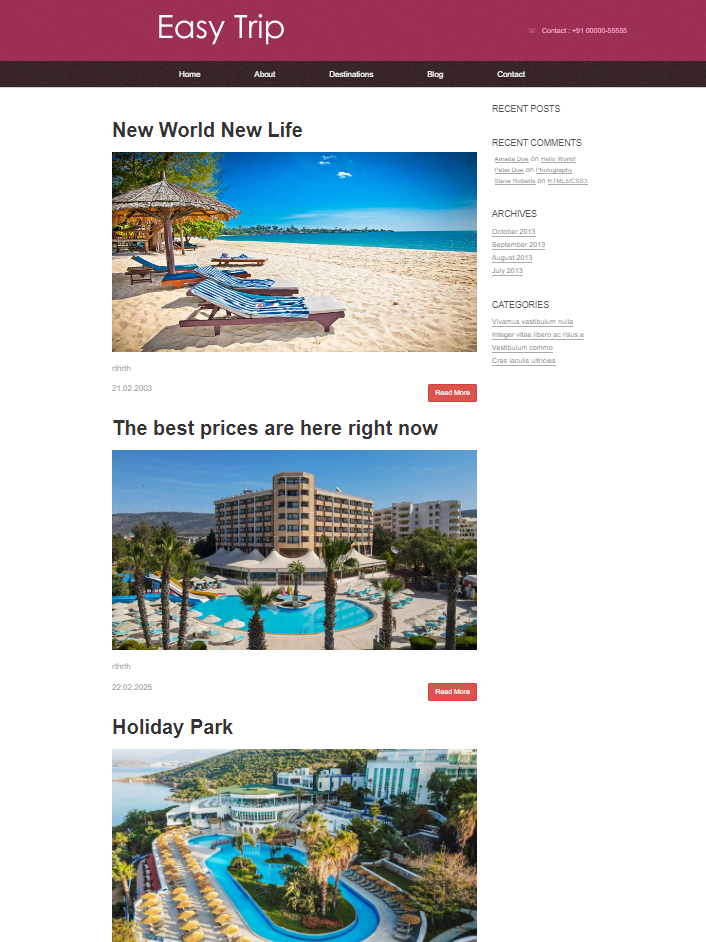 Easy Trip
Contact : +91 00000-55555
Home About Destinations Blog Contact
New World New Life
rthrth
21.02.2003
Read More
The best prices are here right now
rthrth
22.02.2025
Read More
Holiday Park
RECENT POSTS
RECENT COMMENTS
Amada Doe on Hello World!
Peter Doe on Photography
Steve Roberts on HTML5/CSS3
ARCHIVES
October 2013
September 2013
August 2013
July 2013
CATEGORIES
Vivamus vestibulum nulla
Integer vitae libero ac risus e
Vestibulum commo
Cras iaculis ultricies